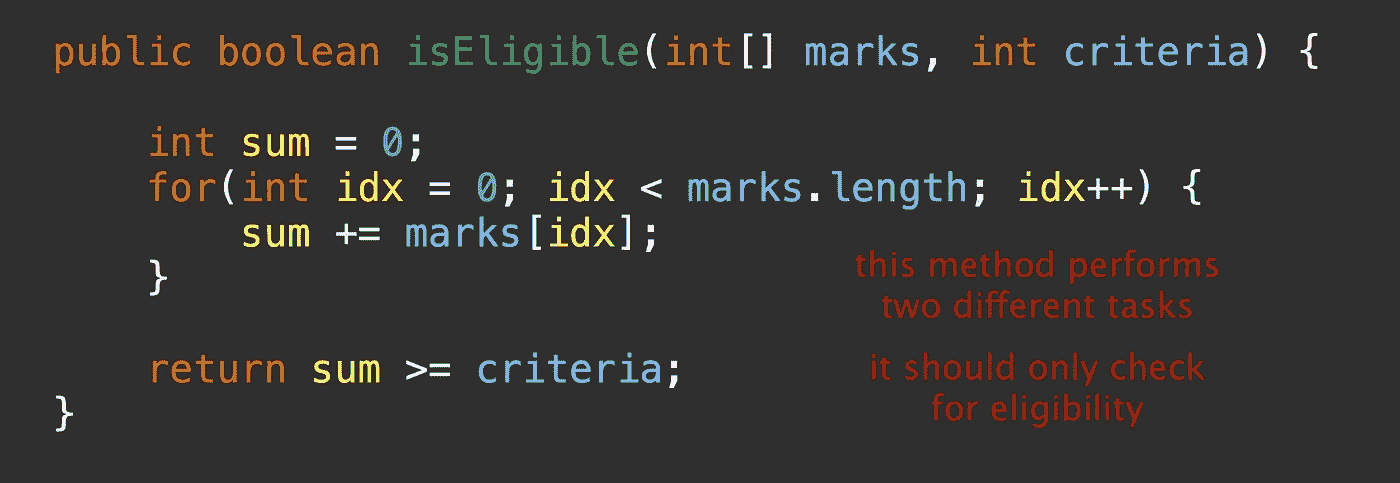 public boolean isEligible(int[] marks, int criteria) {
int sum = 0;
for(int idx = 0; idx < marks.length; idx++) {
sum += marks[idx];
}
this method performs
two different tasks
return sum >= criteria;
it should only check
for eligibility
}